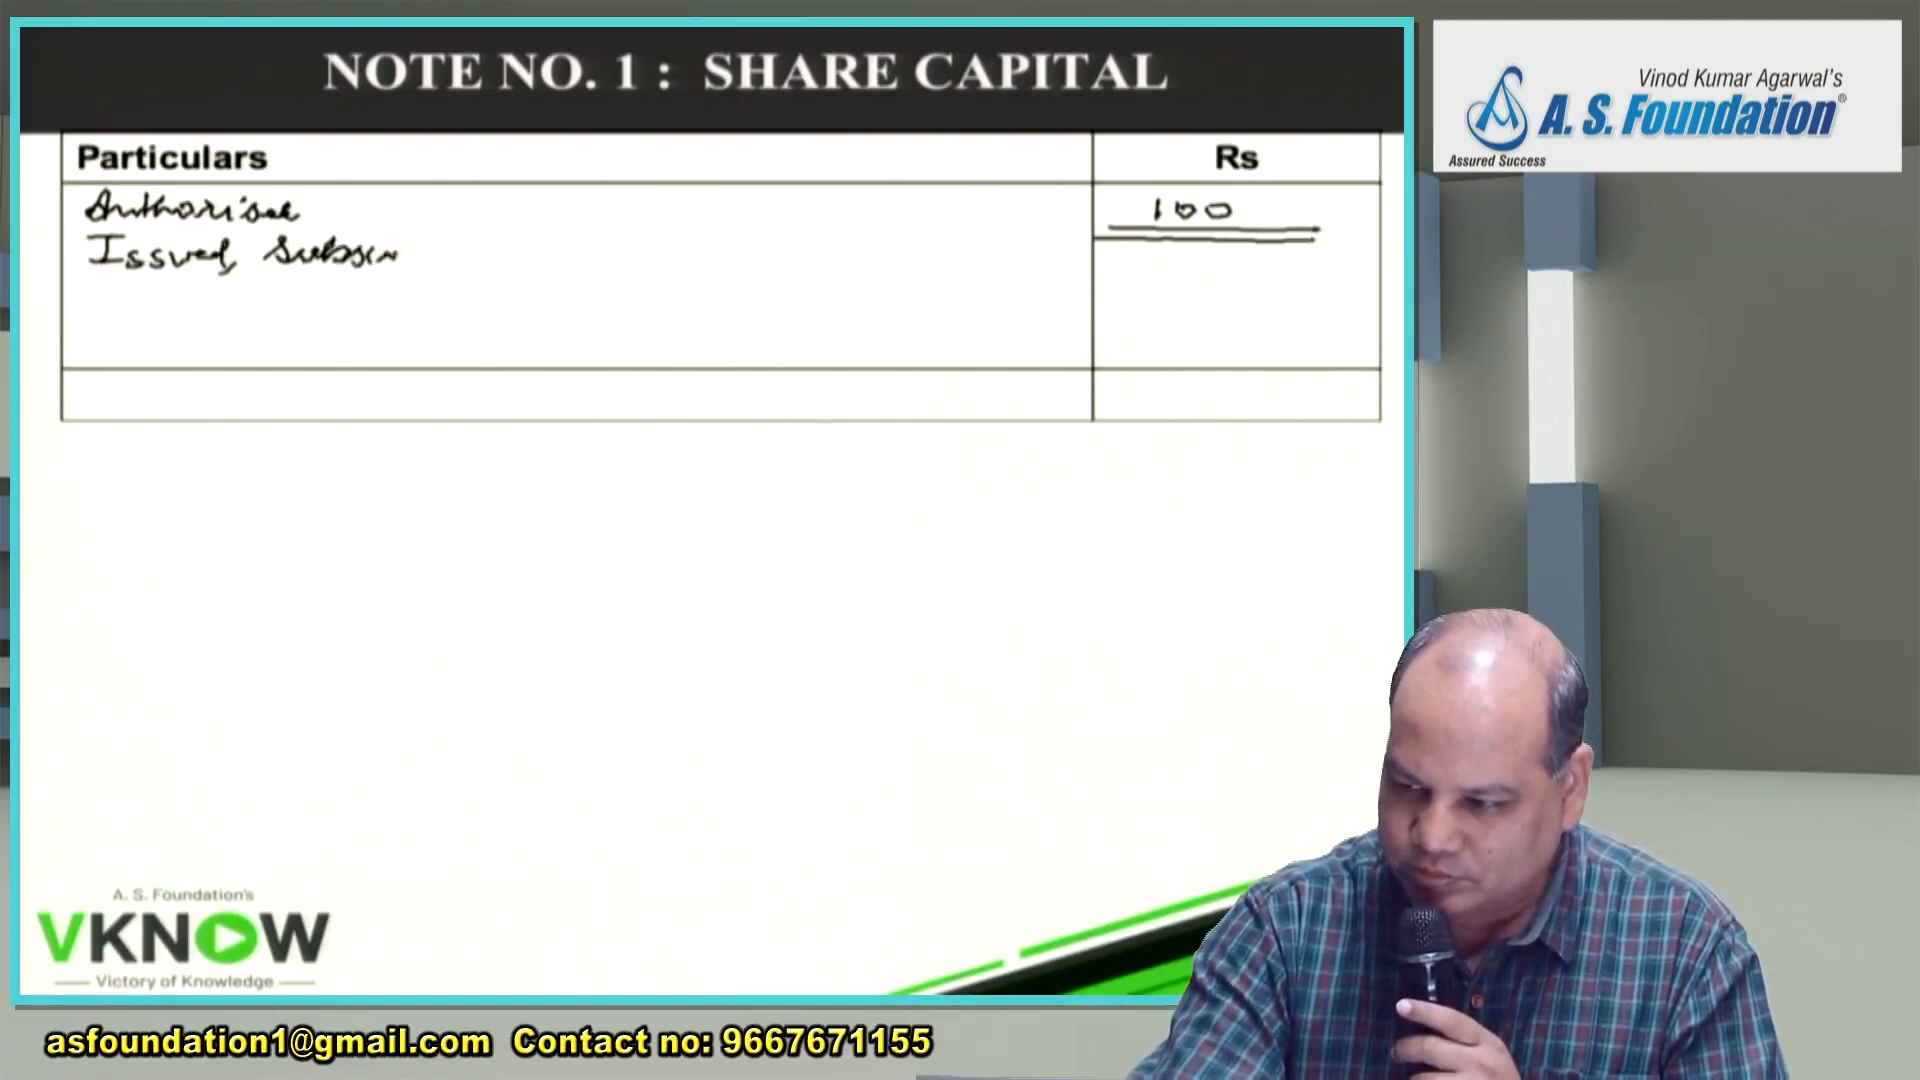 NOTE NO. 1 : SHARE CAPITAL
Vinod Kumar Agarwal's
A. S. Foundation®
Assured Success
Particulars Rs
Authorised 100
Issued, Subscr
A. S. Foundation's
VKNOW
Victory of Knowledge
asfoundation1@gmail.com Contact no: 9667671155